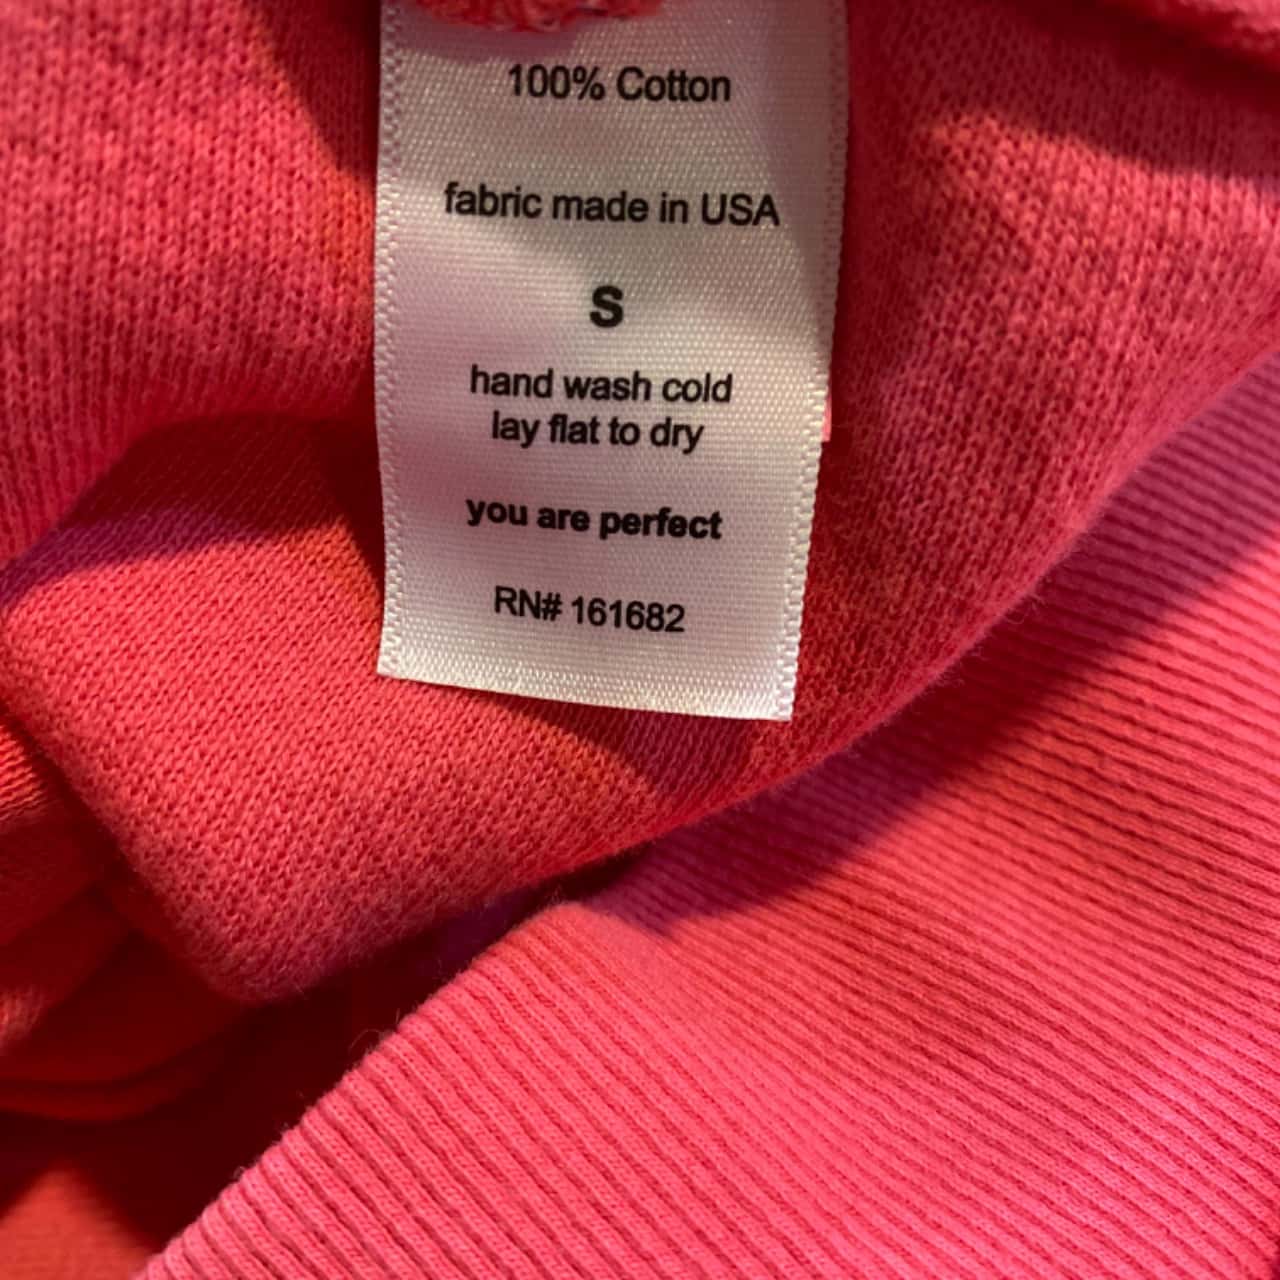 100% Cotton
fabric made in USA
S
hand wash cold
lay flat to dry
you are perfect
RN# 161682